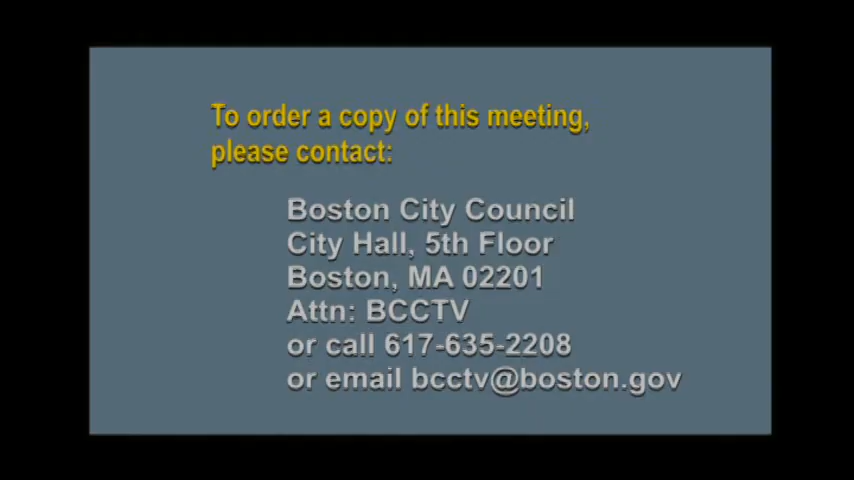 To order a copy of this meeting,
please contact:
Boston City Council
City Hall, 5th Floor
Boston, MA 02201
Attn: BCCTV
or call 617-635-2208
or email bcctv@boston.gov